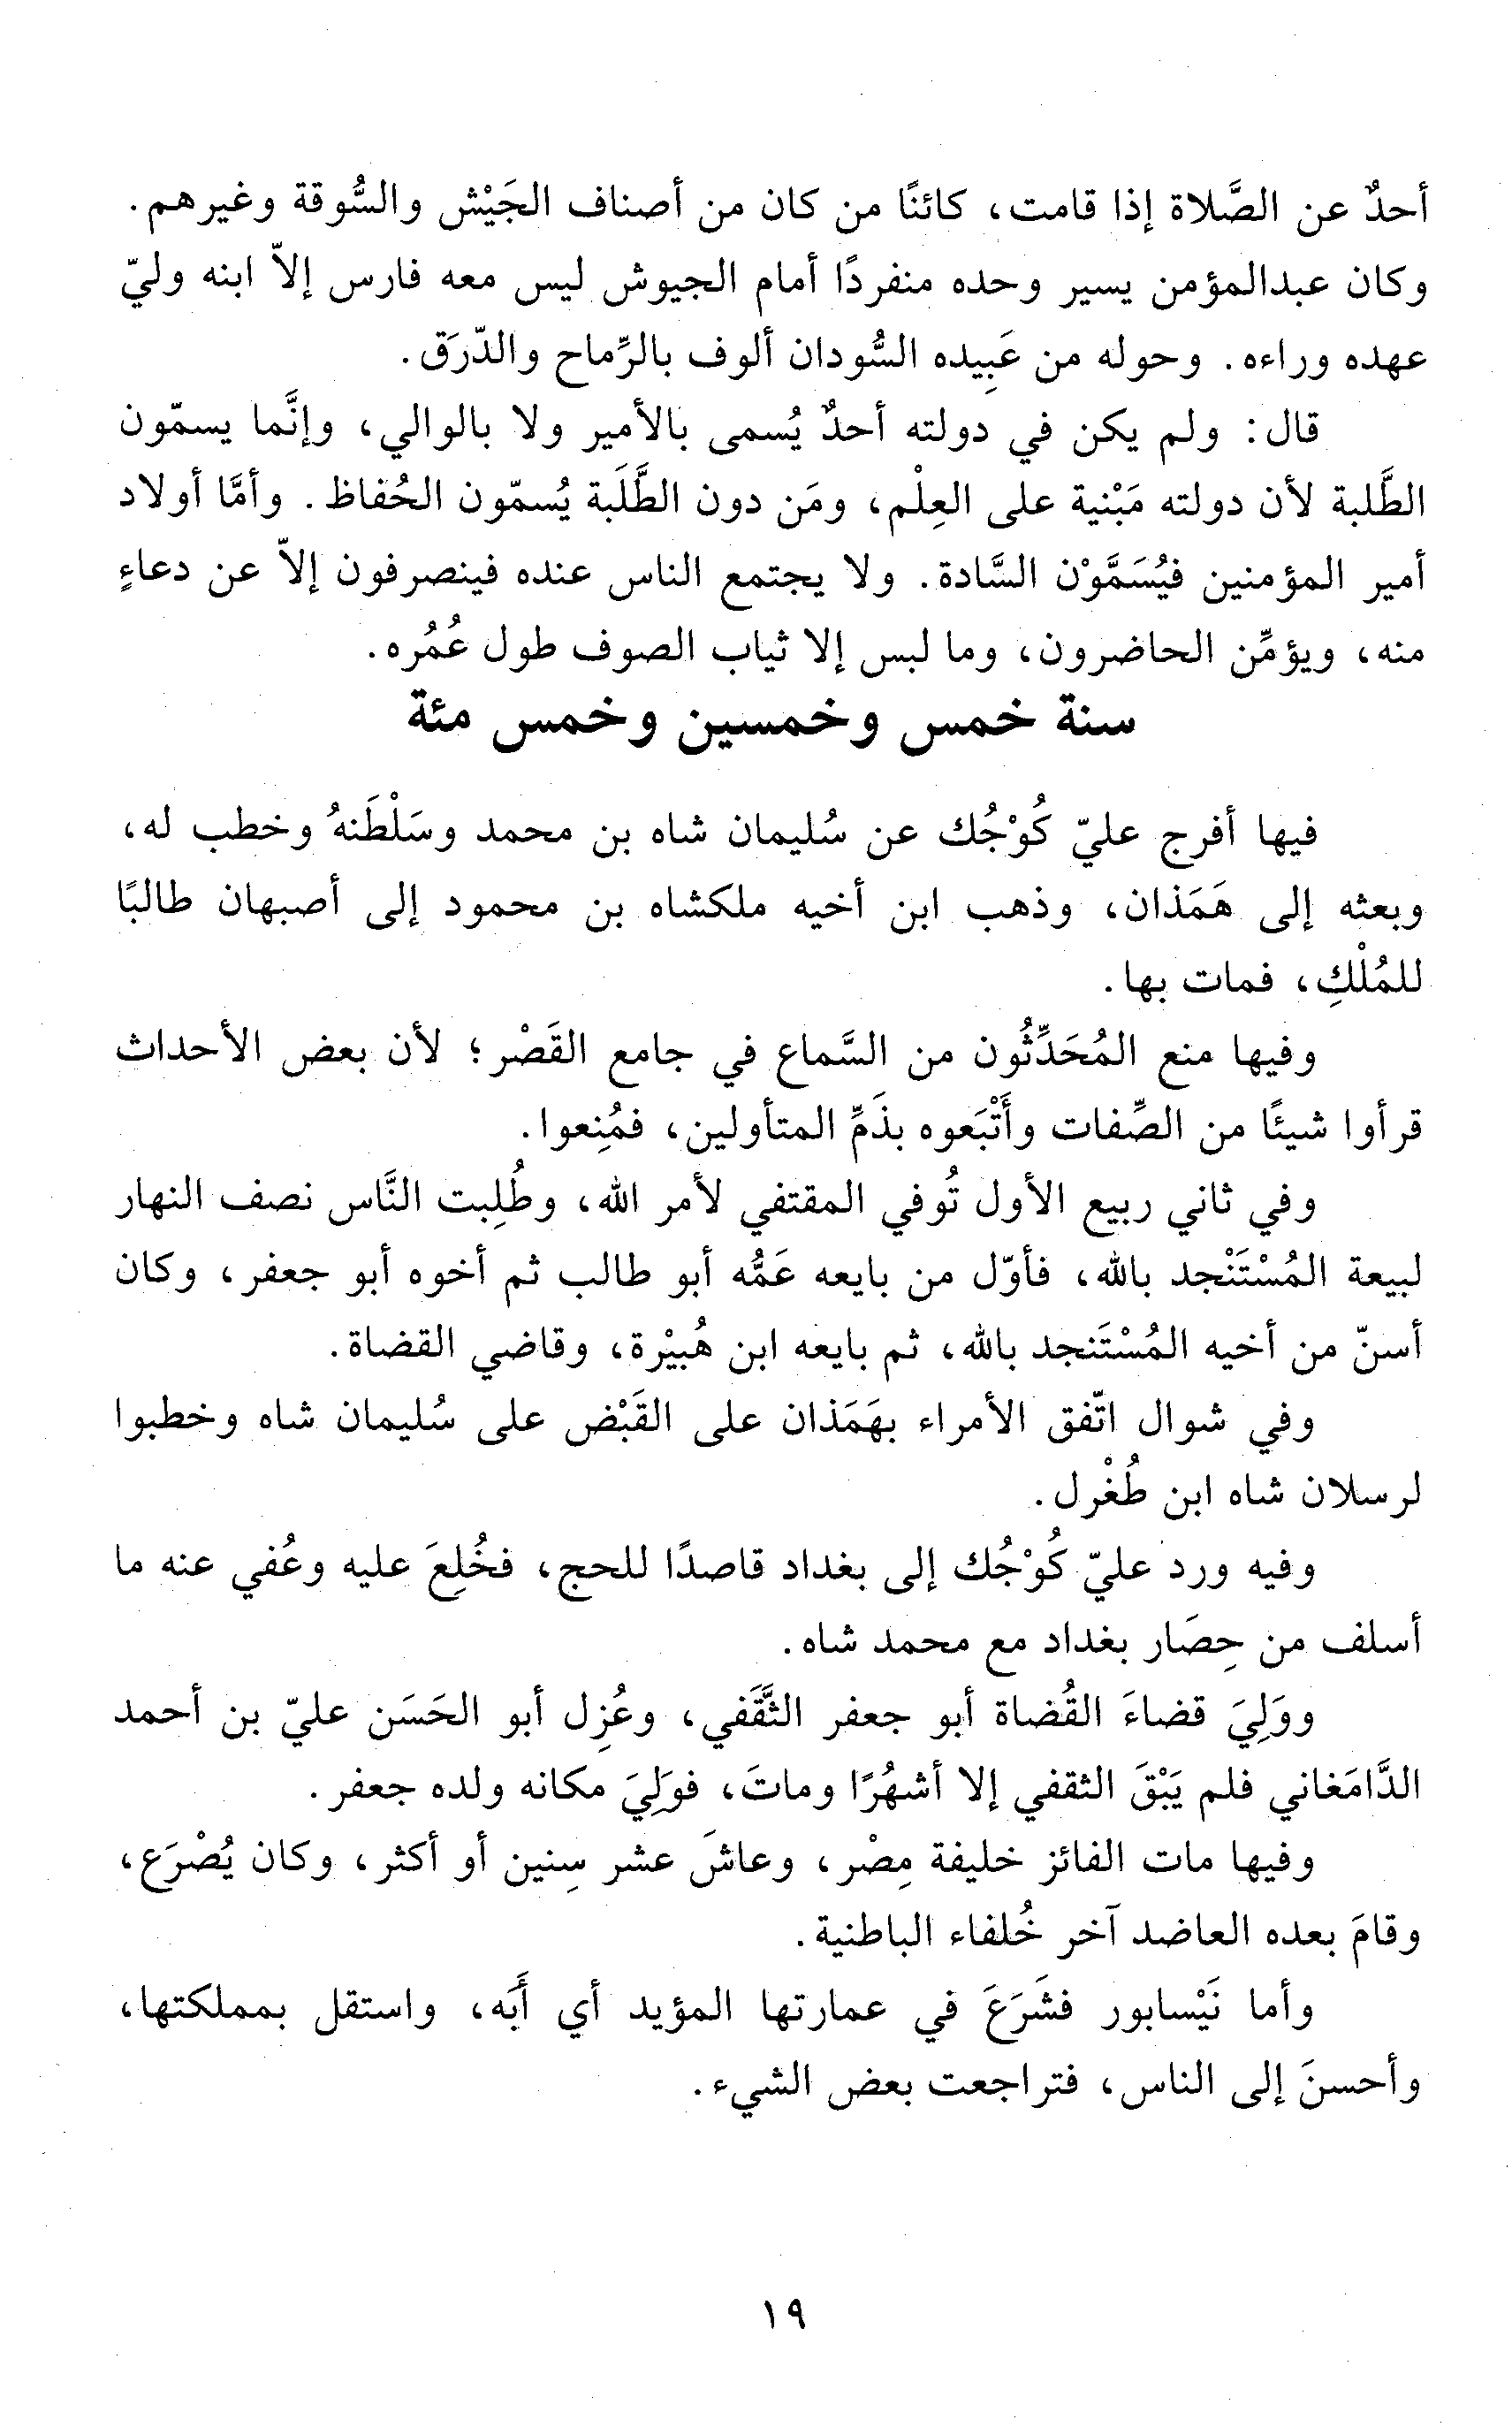 أحدٌ عن الصَّلاة إذا قامت، كائنًا من كان من أصناف الجَيْش والسُّوقة وغيرهم.
وكان عبدالمؤمن يسير وحده منفردًا أمام الجيوش ليس معه فارس إلاّ ابنه وليّ
عهده وراءه. وحوله من عَبِيده السُّودان ألوف بالرِّماح والدّرَق.
قال: ولم يكن في دولته أحدٌ يُسمى بالأمير ولا بالوالي، وإنَّما يسمّون
الطَّلبة لأن دولته مَبْنية على العِلْم، ومَن دون الطَّلَبة يُسمّون الحُفاظ. وأمَّا أولاد
أمير المؤمنين فيُسَمَّوْن السَّادة. ولا يجتمع الناس عنده فينصرفون إلاّ عن دعاءٍ
منه، ويؤمِّن الحاضرون، وما لبس إلا ثياب الصوف طول عُمُره.
سنة خمس وخمسين وخمس مئة
فيها أفرج عليّ كُوْجُك عن سُليمان شاه بن محمد وسَلْطَنهُ وخطب له،
وبعثه إلى هَمَذان، وذهب ابن أخيه ملكشاه بن محمود إلى أصبهان طالبًا
للمُلْكِ، فمات بها.
وفيها منع المُحَدِّثُون من السَّماع في جامع القَصْر؛ لأن بعض الأحداث
قرأوا شيئًا من الصِّفات وأَتْبَعوه بذَمِّ المتأولين، فمُنِعوا.
وفي ثاني ربيع الأول تُوفي المقتفي لأمر الله، وطُلِبت النَّاس نصف النهار
لبيعة المُسْتَنْجد بالله، فأوّل من بايعه عَمُّه أبو طالب ثم أخوه أبو جعفر، وكان
أسنّ من أخيه المُسْتَنجد بالله، ثم بايعه ابن هُبيْرة، وقاضي القضاة.
وفي شوال اتّفق الأمراء بهَمَذان على القَبْض على سُليمان شاه وخطبوا
لرسلان شاه ابن طُغْرل.
وفيه ورد عليّ كُوْجُك إلى بغداد قاصدًا للحج، فخُلِعَ عليه وعُفي عنه ما
أسلف من حِصَار بغداد مع محمد شاه.
ووَلِيَ قضاءَ القُضاة أبو جعفر الثَّقَفي، وعُزِل أبو الحَسَن عليّ بن أحمد
الدَّامَغاني فلم يَبْقَ الثقفي إلا أشهُرًا وماتَ، فوَلِيَ مكانه ولده جعفر.
وفيها مات الفائز خليفة مِصْر، وعاشَ عشر سِنين أو أكثر، وكان يُصْرَع،
وقامَ بعده العاضد آخر خُلفاء الباطنية.
وأما نَيْسابور فشَرَعَ في عمارتها المؤيد أي أَبَه، واستقل بمملكتها،
وأحسنَ إلى الناس، فتراجعت بعض الشيء.
١٩